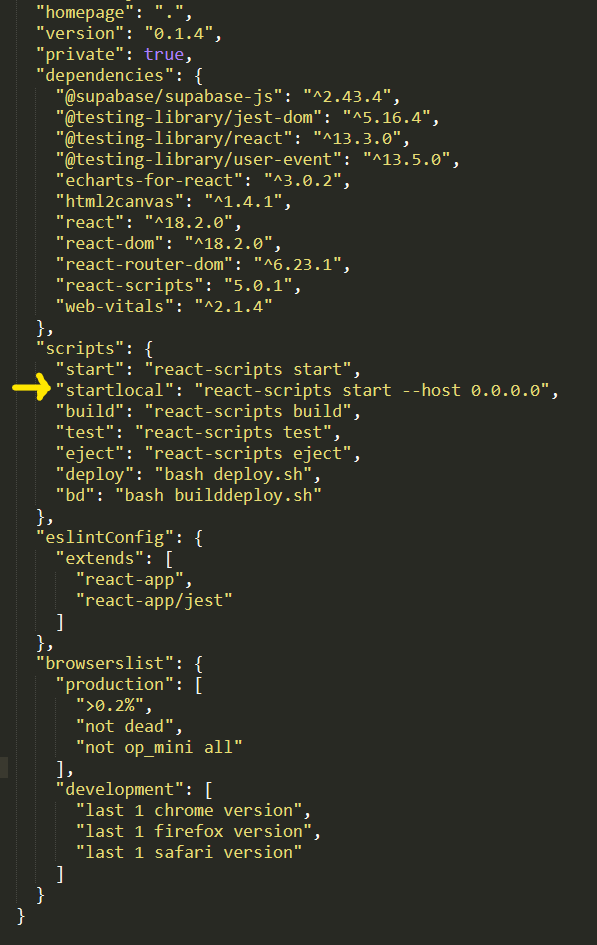 "homepage": ".",
"version": "0.1.4",
"private": true,
"dependencies": {
"@supabase/supabase-js": "^2.43.4",
"@testing-library/jest-dom": "^5.16.4",
"@testing-library/react": "^13.3.0",
"@testing-library/user-event": "^13.5.0",
"echarts-for-react": "^3.0.2",
"html2canvas": "^1.4.1",
"react": "^18.2.0",
"react-dom": "^18.2.0",
"react-router-dom": "^6.23.1",
"react-scripts": "5.0.1",
"web-vitals": "^2.1.4"
},
"scripts": {
"start": "react-scripts start",
"startlocal": "react-scripts start --host 0.0.0.0",
"build": "react-scripts build",
"test": "react-scripts test",
"eject": "react-scripts eject",
"deploy": "bash deploy.sh",
"bd": "bash builddeploy.sh"
},
"eslintConfig": {
"extends": [
"react-app",
"react-app/jest"
]
},
"browserslist": {
"production": [
">0.2%",
"not dead",
"not op_mini all"
],
"development": [
"last 1 chrome version",
"last 1 firefox version",
"last 1 safari version"
]
}
}